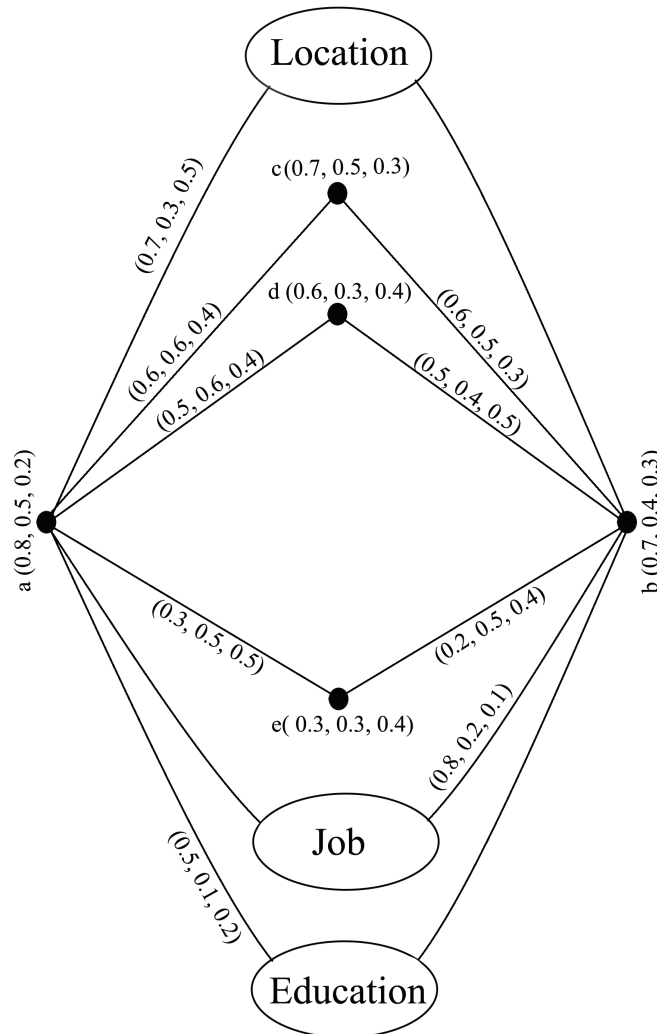 Location
(0.7, 0.3, 0.5)
c(0.7, 0.5, 0.3)
d (0.6, 0.3, 0.4)
(0.6, 0.6, 0.4)
(0.6, 0.5, 0.3)
(0.5, 0.6, 0.4)
(0.5, 0.4, 0.5)
a (0.8, 0.5, 0.2)
b (0.7, 0.4, 0.3)
(0.3, 0.5, 0.5)
(0.2, 0.5, 0.4)
e( 0.3, 0.3, 0.4)
(0.8, 0.2, 0.1)
Job
(0.5, 0.1, 0.2)
Education